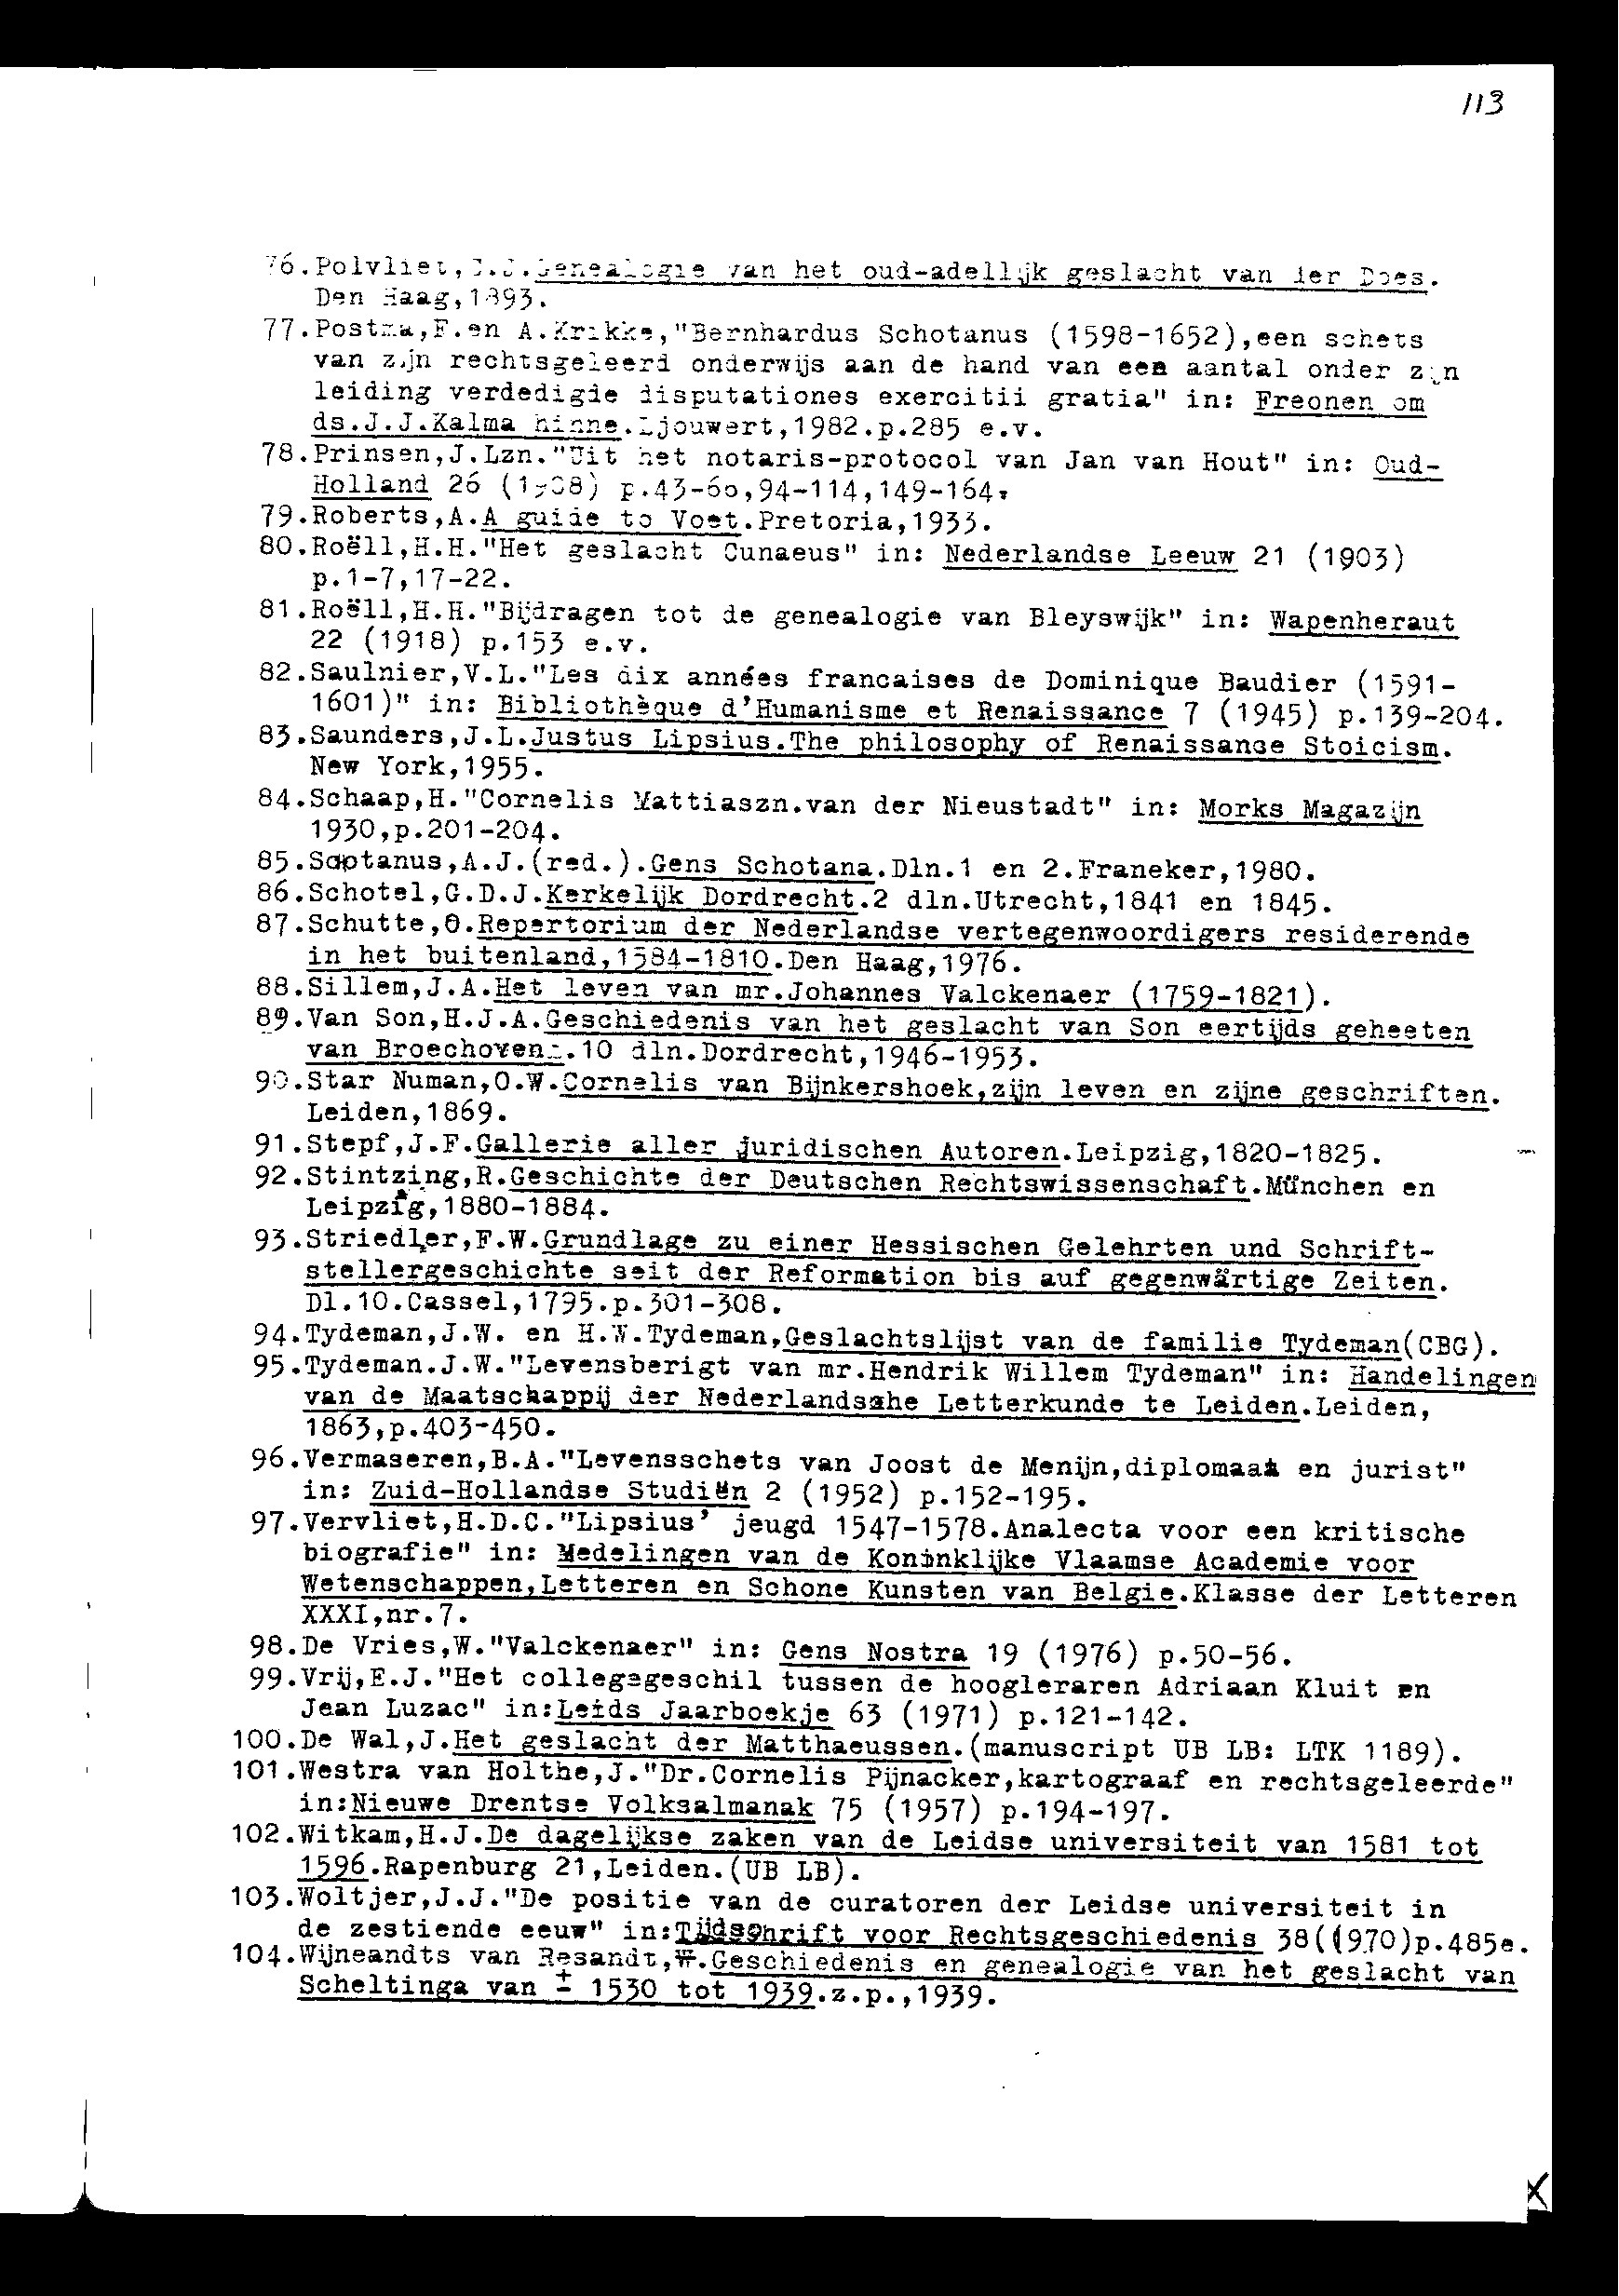 113
76.Polvliet, Genealogie van het oud-adellijk geslacht van der Does.
Den Haag,1893.
77.Postma,F.en A.Krikke,"Bernhardus Schotanus (1598-1652),een schets
van zijn rechtsgeleerd onderwijs aan de hand van een aantal onder zijn
leiding verdedigde disputationes exercitii gratia" in: Freonen om
ds.J.J.Kalma hinne.Ljouwert,1982.p.285 e.v.
78.Prinsen,J.Lzn."Uit het notaris-protocol van Jan van Hout" in: Oud-
Holland 26 (1908) p.43-60,94-114,149-164.
79.Roberts,A.A guide to Voet.Pretoria,1933.
80.Roëll,H.H."Het geslacht Cunaeus" in: Nederlandse Leeuw 21 (1903)
p.1-7,17-22.
81.Roëll,H.H."Bijdragen tot de genealogie van Bleyswijk" in: Wapenheraut
22 (1918) p.153 e.v.
82.Saulnier,V.L."Les dix années francaises de Dominique Baudier (1591-
1601)" in: Bibliothèque d'Humanisme et Renaissance 7 (1945) p.139-204.
83.Saunders,J.L.Justus Lipsius.The philosophy of Renaissance Stoicism.
New York,1955.
84.Schaap,H."Cornelis Mattiaszn.van der Nieustadt" in: Morks Magazijn
1930,p.201-204.
85.Scotanus,A.J.(red.).Gens Schotana.Dln.1 en 2.Franeker,1980.
86.Schotel,G.D.J.Kerkelijk Dordrecht.2 dln.Utrecht,1841 en 1845.
87.Schutte,O.Repertorium der Nederlandse vertegenwoordigers residerende
in het buitenland,1584-1810.Den Haag,1976.
88.Sillem,J.A.Het leven van mr.Johannes Valckenaer (1759-1821).
89.Van Son,H.J.A.Geschiedenis van het geslacht van Son eertijds geheeten
van Broechoven.10 dln.Dordrecht,1946-1953.
90.Star Numan,O.W.Cornelis van Bijnkershoek,zijn leven en zijne geschriften.
Leiden,1869.
91.Stepf,J.F.Gallerie aller juridischen Autoren.Leipzig,1820-1825.
92.Stintzing,R.Geschichte der Deutschen Rechtswissenschaft.München en
Leipzig,1880-1884.
93.Striedler,F.W.Grundlage zu einer Hessischen Gelehrten und Schrift-
stellergeschichte seit der Reformation bis auf gegenwärtige Zeiten.
Dl.10.Cassel,1795.p.301-308.
94.Tydeman,J.W. en H.W.Tydeman,Geslachtslijst van de familie Tydeman(CBG).
95.Tydeman.J.W."Levensberigt van mr.Hendrik Willem Tydeman" in: Handelingen
van de Maatschappij der Nederlandsche Letterkunde te Leiden.Leiden,
1863,p.403-450.
96.Vermaseren,B.A."Levensschets van Joost de Menijn,diplomaat en jurist"
in: Zuid-Hollandse Studiën 2 (1952) p.152-195.
97.Vervliet,H.D.C."Lipsius' jeugd 1547-1578.Analecta voor een kritische
biografie" in: Medelingen van de Koninklijke Vlaamse Academie voor
Wetenschappen,Letteren en Schone Kunsten van Belgie.Klasse der Letteren
XXXI,nr.7.
98.De Vries,W."Valckenaer" in: Gens Nostra 19 (1976) p.50-56.
99.Vrij,E.J."Het collegegeschil tussen de hoogleraren Adriaan Kluit en
Jean Luzac" in:Leids Jaarboekje 63 (1971) p.121-142.
100.De Wal,J.Het geslacht der Matthaeussen.(manuscript UB LB: LTK 1189).
101.Westra van Holthe,J."Dr.Cornelis Pijnacker,kartograaf en rechtsgeleerde"
in:Nieuwe Drentse Volksalmanak 75 (1957) p.194-197.
102.Witkam,H.J.De dagelijkse zaken van de Leidse universiteit van 1581 tot
1596.Rapenburg 21,Leiden.(UB LB).
103.Woltjer,J.J."De positie van de curatoren der Leidse universiteit in
de zestiende eeuw" in:Tijdschrift voor Rechtsgeschiedenis 38((1970)p.485e.
104.Wijneandts van Resandt,W.Geschiedenis en genealogie van het geslacht van
Scheltinga van ± 1530 tot 1939.z.p.,1939.